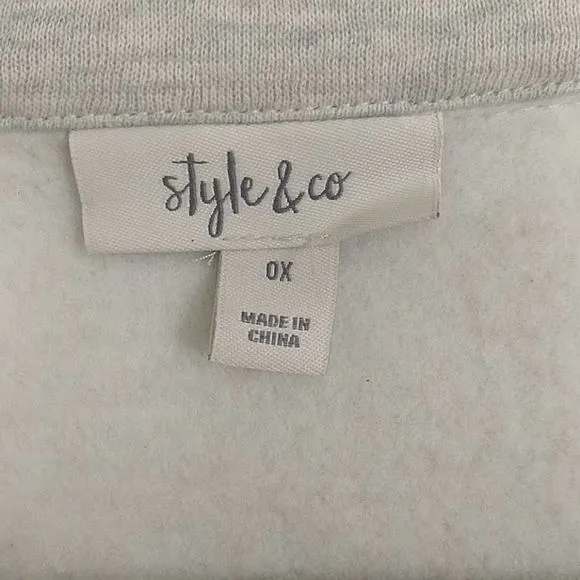 style & co
0X
MADE IN
CHINA